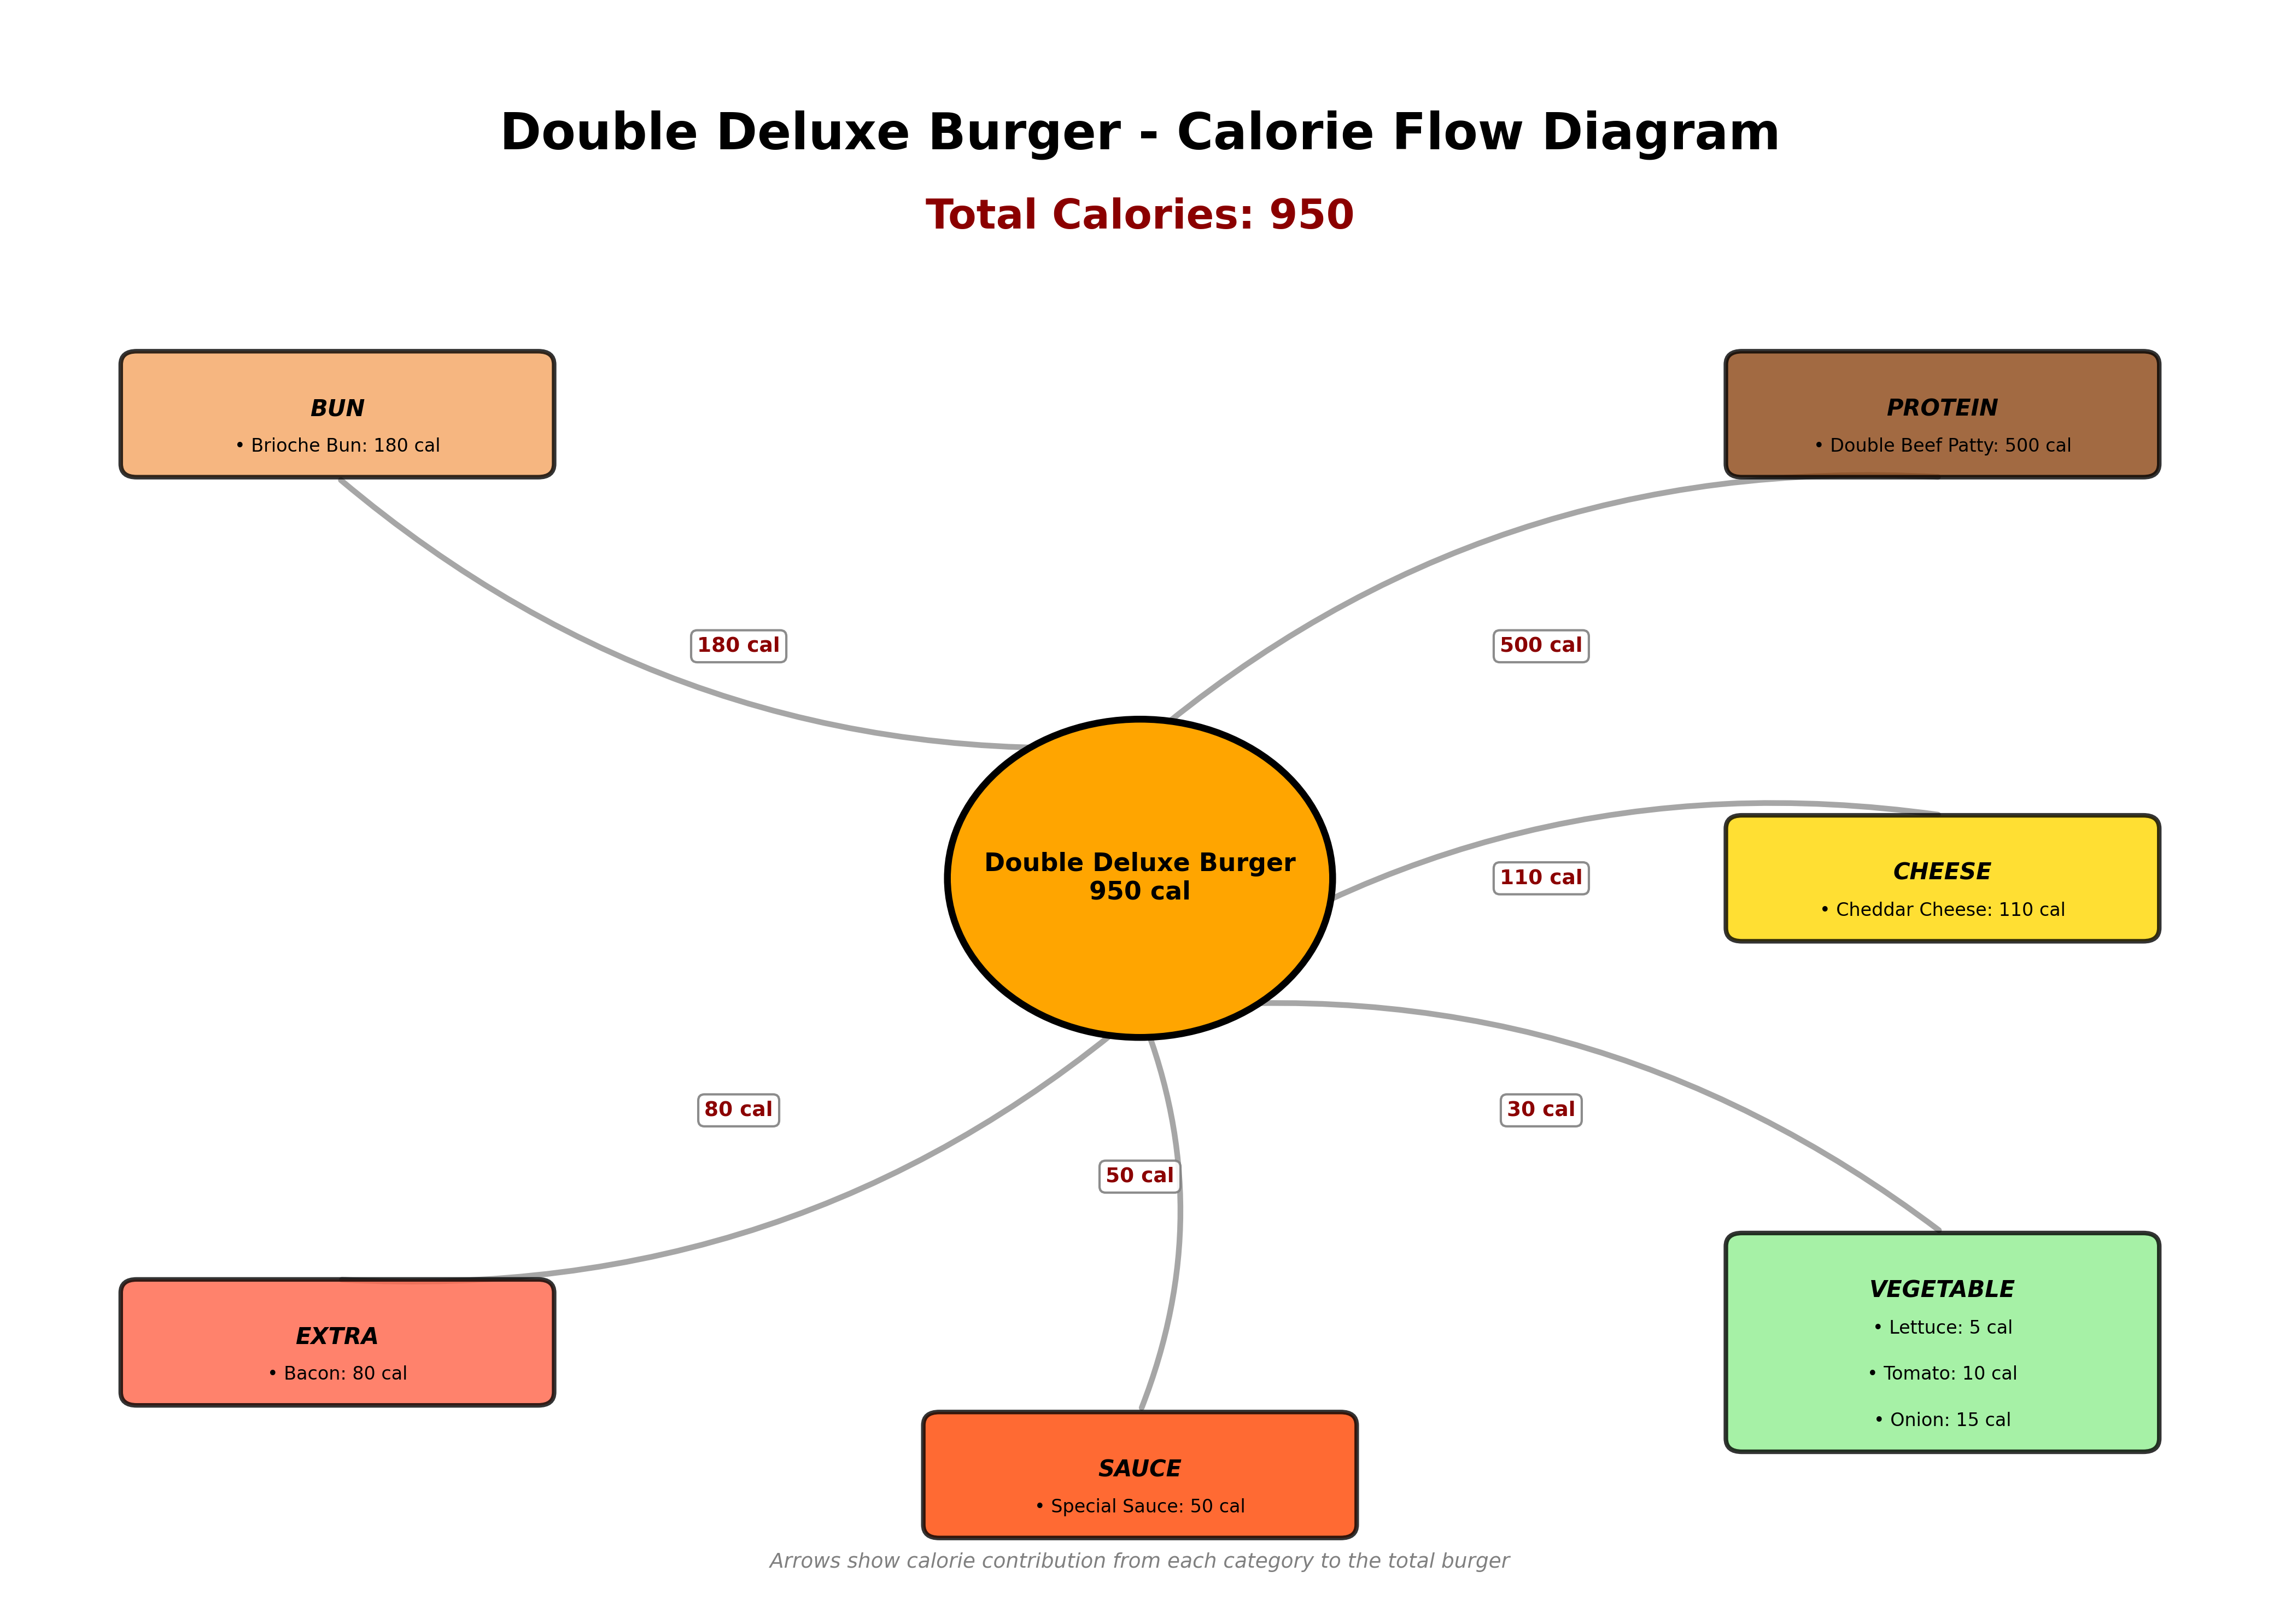 Double Deluxe Burger - Calorie Flow Diagram
Total Calories: 950
BUN
• Brioche Bun: 180 cal
PROTEIN
• Double Beef Patty: 500 cal
180 cal
500 cal
Double Deluxe Burger
950 cal
110 cal
CHEESE
• Cheddar Cheese: 110 cal
80 cal
50 cal
30 cal
EXTRA
• Bacon: 80 cal
VEGETABLE
• Lettuce: 5 cal
• Tomato: 10 cal
• Onion: 15 cal
SAUCE
• Special Sauce: 50 cal
Arrows show calorie contribution from each category to the total burger